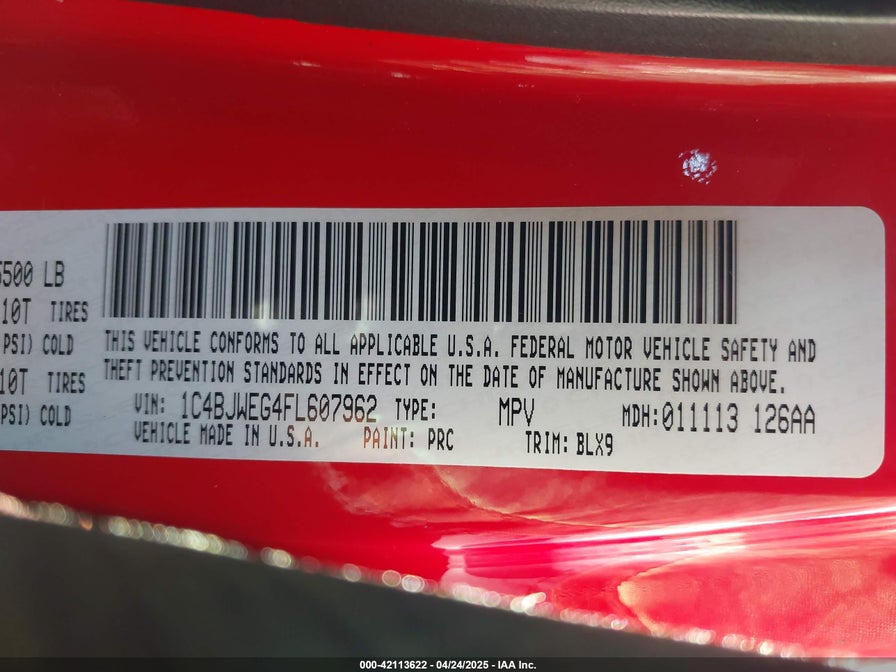 5500 LB
10T TIRES
PSI) COLD
10T TIRES
PSI) COLD
THIS VEHICLE CONFORMS TO ALL APPLICABLE U.S.A. FEDERAL MOTOR VEHICLE SAFETY AND
THEFT PREVENTION STANDARDS IN EFFECT ON THE DATE OF MANUFACTURE SHOWN ABOVE.
VIN: 1C4BJWEG4FL607962 TYPE: MPV MDH:011113 126AA
VEHICLE MADE IN U.S.A. PAINT: PRC TRIM: BLX9
000-42113622 - 04/24/2025 - IAA Inc.